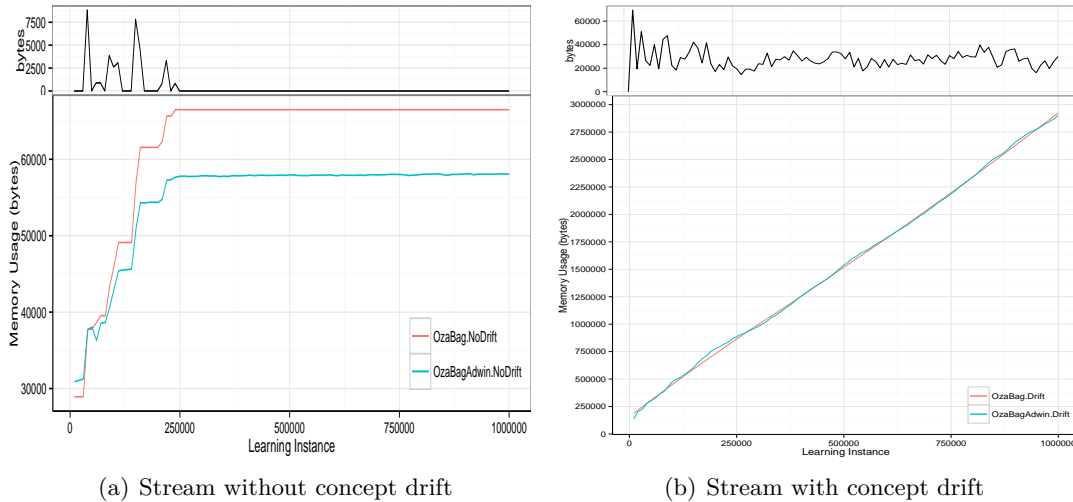 7500
5000
2500
0
bytes
60000
50000
40000
30000
Memory Usage (bytes)
OzaBag.NoDrift
OzaBagAdwin.NoDrift
0 250000 500000 750000 1000000
Learning Instance
(a) Stream without concept drift
60000
40000
20000
0
bytes
3000000
2750000
2500000
2250000
2000000
1750000
1500000
1250000
1000000
750000
500000
250000
0
Memory Usage (bytes)
OzaBag.Drift
OzaBagAdwin.Drift
0 250000 500000 750000 1000000
Learning Instance
(b) Stream with concept drift